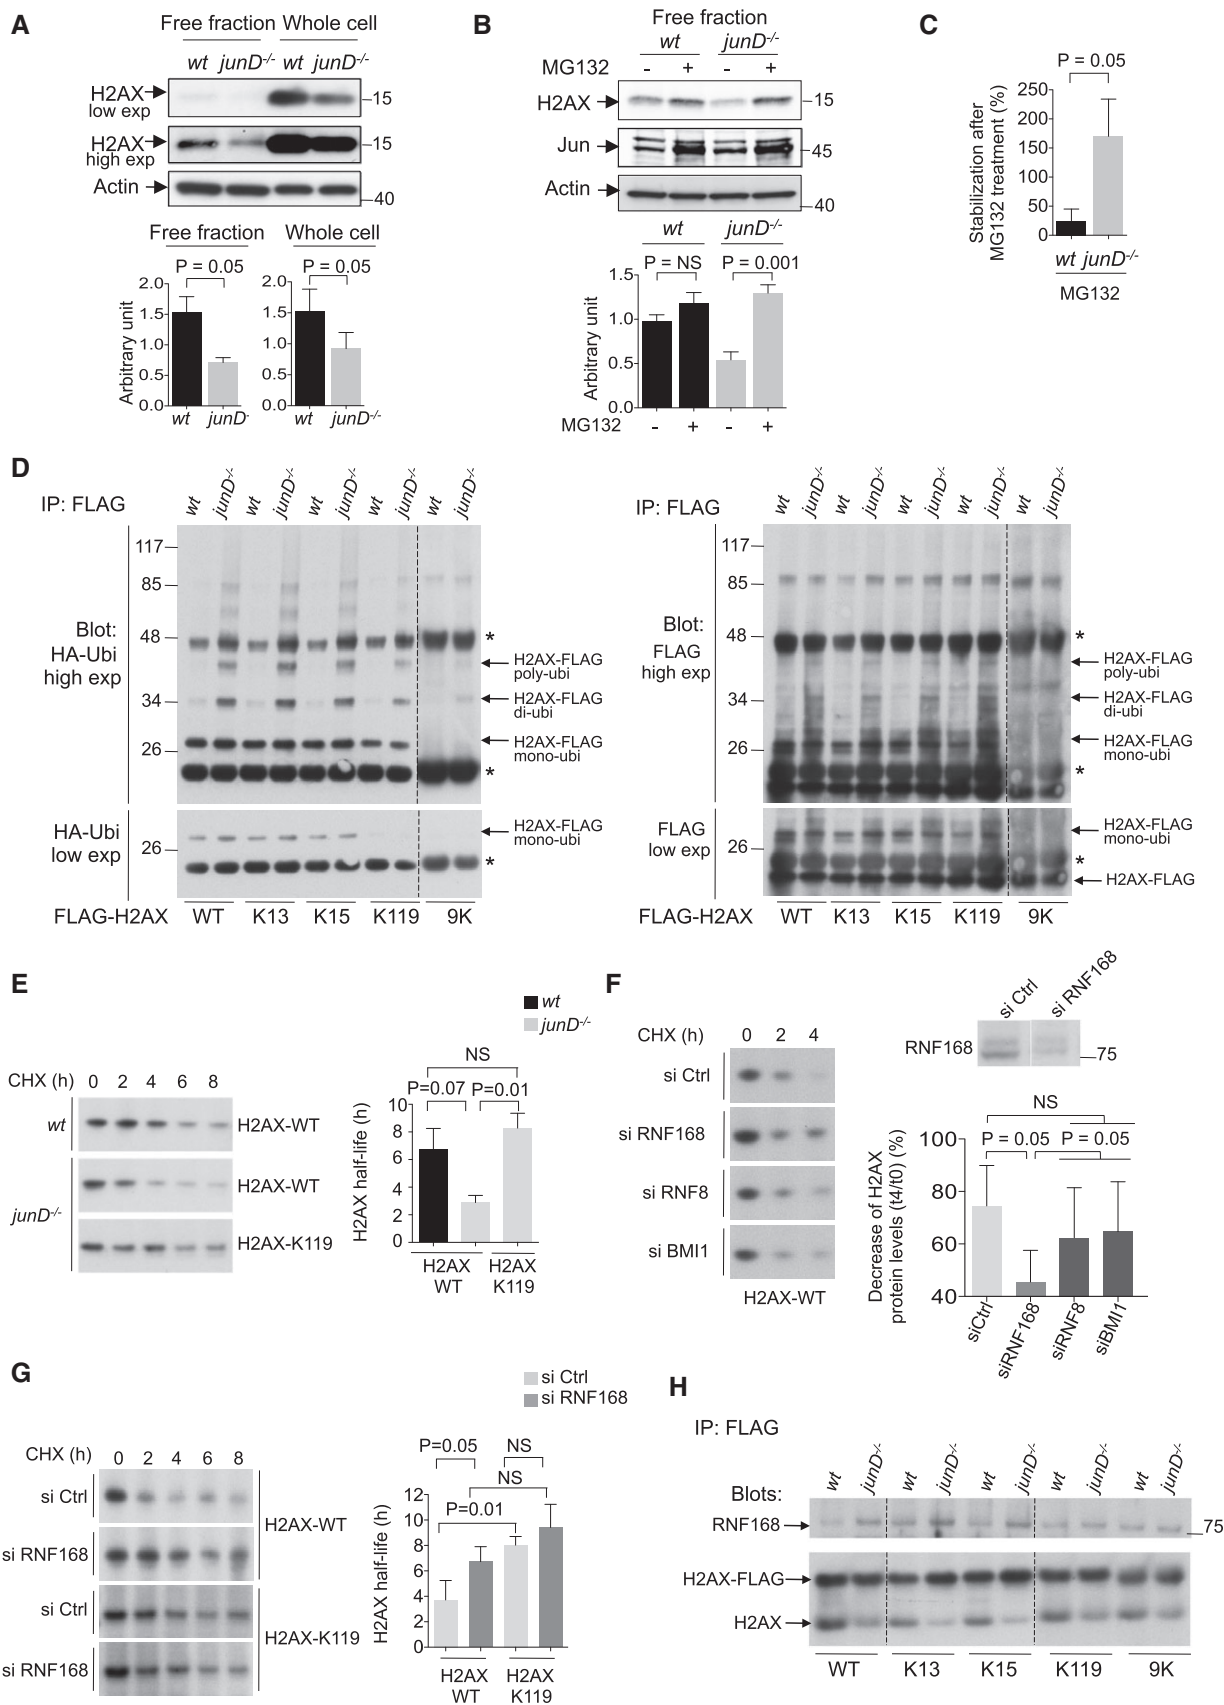 A
Free fraction Whole cell
wt junD-/- wt junD-/-
H2AX
low exp
15
H2AX
high exp
15
Actin
40
Free fraction
Whole cell
P = 0.05
P = 0.05
Arbitrary unit
2.0
1.5
1.0
0.5
0.0
wt junD-
2.0
1.5
1.0
0.5
0.0
wt junD-/-
B
Free fraction
wt junD-/-
MG132 - + - +
H2AX
15
Jun
45
Actin
40
wt junD-/-
P = NS P = 0.001
Arbitrary unit
1.5
1.0
0.5
0.0
MG132 - + - +
C
P = 0.05
Stabilization after
MG132 treatment (%)
250
200
150
100
50
0
wt junD-/-
MG132
D
IP: FLAG
wt junD-/- wt junD-/- wt junD-/- wt junD-/- wt junD-/-
Blot:
HA-Ubi
high exp
117
85
48
34
26
*
H2AX-FLAG
poly-ubi
H2AX-FLAG
di-ubi
H2AX-FLAG
mono-ubi
*
HA-Ubi
low exp
26
H2AX-FLAG
mono-ubi
*
FLAG-H2AX WT K13 K15 K119 9K
IP: FLAG
wt junD-/- wt junD-/- wt junD-/- wt junD-/- wt junD-/-
Blot:
FLAG
high exp
117
85
48
34
26
*
H2AX-FLAG
poly-ubi
H2AX-FLAG
di-ubi
H2AX-FLAG
mono-ubi
*
FLAG
low exp
26
H2AX-FLAG
mono-ubi
*
H2AX-FLAG
FLAG-H2AX WT K13 K15 K119 9K
E
wt
junD-/-
CHX (h) 0 2 4 6 8
wt
H2AX-WT
junD-/-
H2AX-WT
H2AX-K119
NS
P=0.07 P=0.01
H2AX half-life (h)
10
8
6
4
2
0
H2AX
WT
H2AX
K119
F
CHX (h) 0 2 4
si Ctrl
si RNF168
si RNF8
si BMI1
H2AX-WT
si Ctrl
si RNF168
RNF168
75
NS
P = 0.05 P = 0.05
Decrease of H2AX
protein levels (t4/t0) (%)
100
80
60
40
siCtrl
siRNF168
siRNF8
siBMI1
G
si Ctrl
si RNF168
CHX (h) 0 2 4 6 8
si Ctrl
si RNF168
H2AX-WT
si Ctrl
si RNF168
H2AX-K119
P=0.05
NS
NS
P=0.01
H2AX half-life (h)
12
10
8
6
4
2
0
H2AX
WT
H2AX
K119
H
IP: FLAG
wt junD-/- wt junD-/- wt junD-/- wt junD-/- wt junD-/-
Blots:
RNF168
75
H2AX-FLAG
H2AX
WT K13 K15 K119 9K